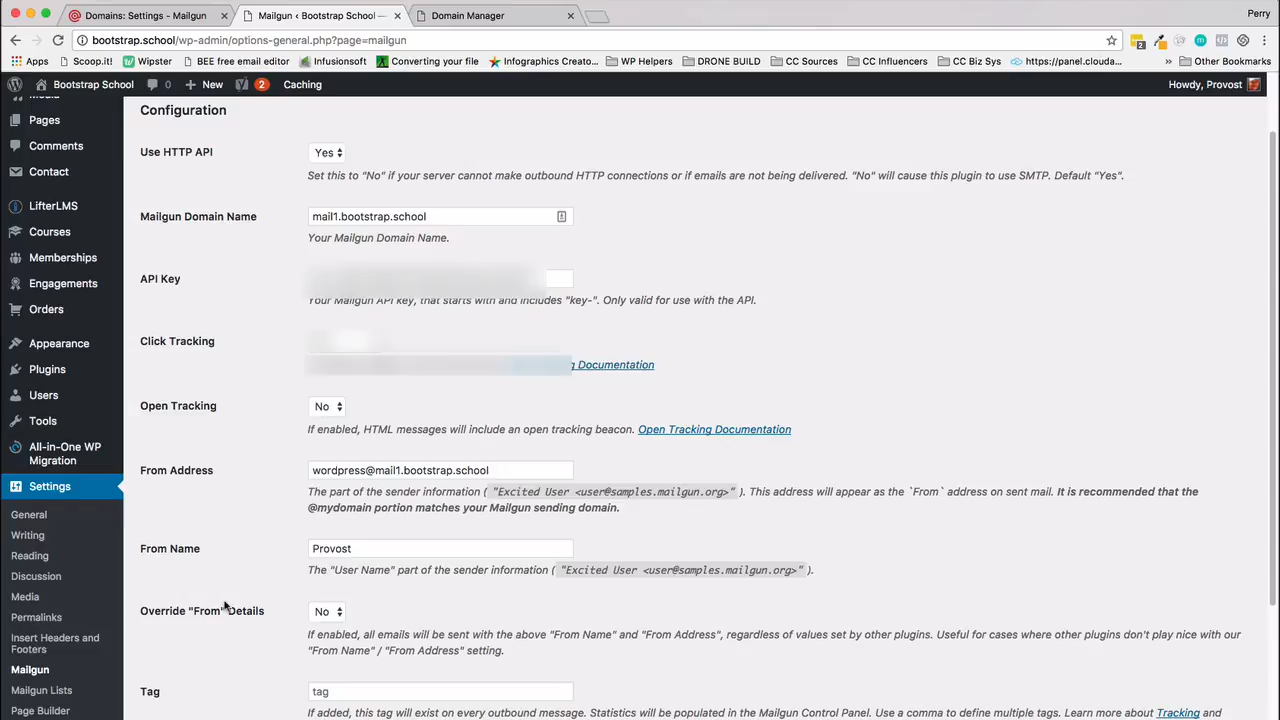 Domains: Settings - Mailgun
Mailgun ‹ Bootstrap School —
Domain Manager
Perry
bootstrap.school/wp-admin/options-general.php?page=mailgun
2
Apps
Scoop.it!
Wipster
BEE free email editor
Infusionsoft
Converting your file
Infographics Creato...
WP Helpers
DRONE BUILD
CC Sources
CC Influencers
CC Biz Sys
https://panel.clouda...
»
Other Bookmarks
Bootstrap School
0
New
2
Caching
Howdy, Provost
Pages
Comments
Contact
LifterLMS
Courses
Memberships
Engagements
Orders
Appearance
Plugins
Users
Tools
All-in-One WP
Migration
Settings
General
Writing
Reading
Discussion
Media
Permalinks
Insert Headers and
Footers
Mailgun
Mailgun Lists
Page Builder
Configuration
Use HTTP API
Yes
Set this to "No" if your server cannot make outbound HTTP connections or if emails are not being delivered. "No" will cause this plugin to use SMTP. Default "Yes".
Mailgun Domain Name
mail1.bootstrap.school
Your Mailgun Domain Name.
API Key
Your Mailgun API key, that starts with and includes "key-". Only valid for use with the API.
Click Tracking
Documentation
Open Tracking
No
If enabled, HTML messages will include an open tracking beacon. Open Tracking Documentation
From Address
wordpress@mail1.bootstrap.school
The part of the sender information ( "Excited User <user@samples.mailgun.org>" ). This address will appear as the `From` address on sent mail. It is recommended that the
@mydomain portion matches your Mailgun sending domain.
From Name
Provost
The "User Name" part of the sender information ( "Excited User <user@samples.mailgun.org>" ).
Override "From" Details
No
If enabled, all emails will be sent with the above "From Name" and "From Address", regardless of values set by other plugins. Useful for cases where other plugins don't play nice with our
"From Name" / "From Address" setting.
Tag
tag
If added, this tag will exist on every outbound message. Statistics will be populated in the Mailgun Control Panel. Use a comma to define multiple tags. Learn more about Tracking and